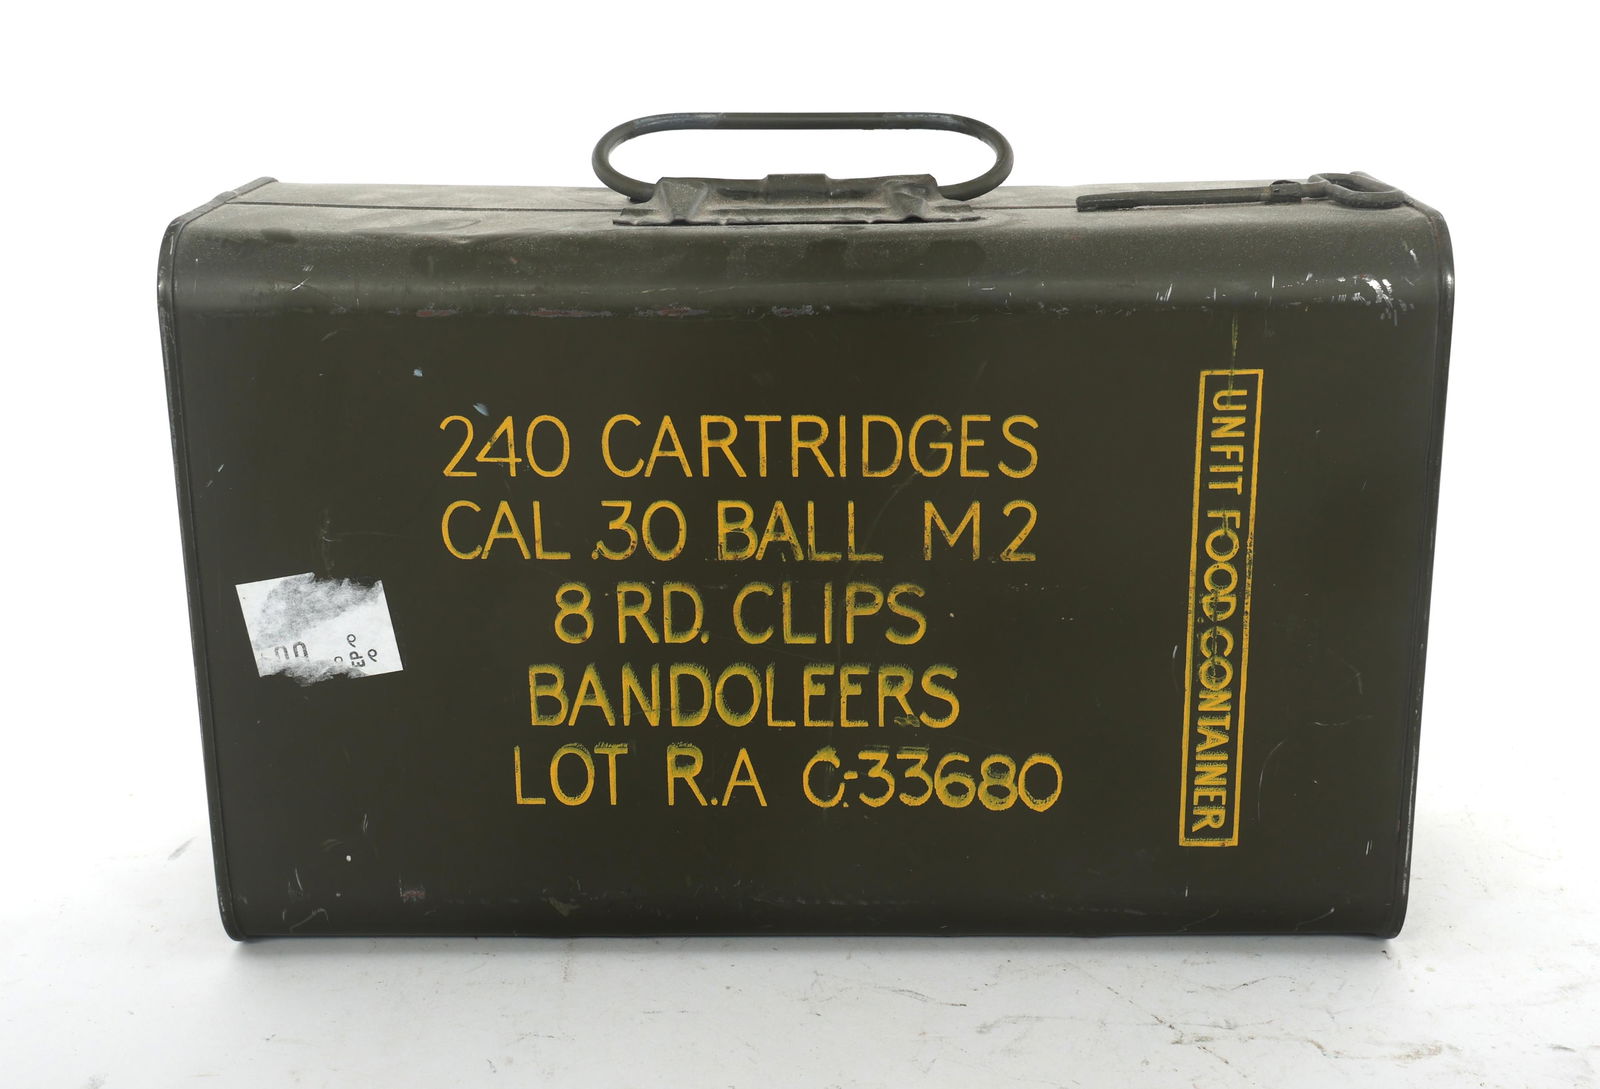 240 CARTRIDGES
CAL .30 BALL M2
8 RD. CLIPS
BANDOLEERS
LOT R.A C-33680
UNFIT FOOD CONTAINER